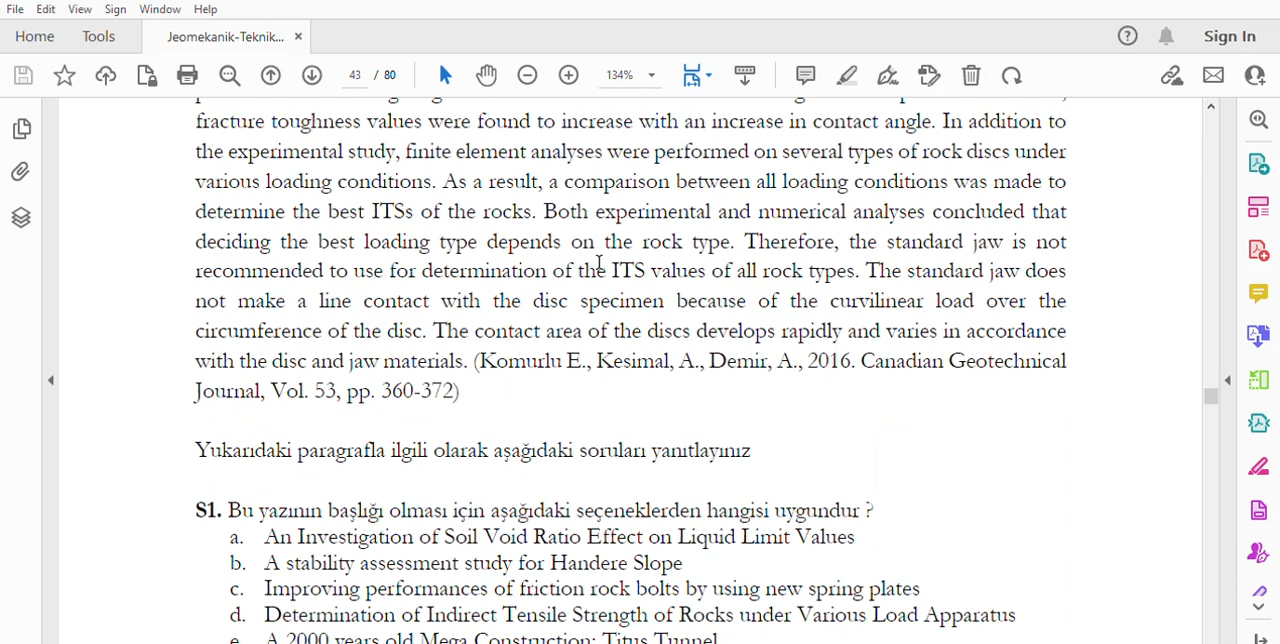 File Edit View Sign Window Help
Home Tools Jeomekanik-Teknik... × Sign In
43 / 80 134%
fracture toughness values were found to increase with an increase in contact angle. In addition to
the experimental study, finite element analyses were performed on several types of rock discs under
various loading conditions. As a result, a comparison between all loading conditions was made to
determine the best ITSs of the rocks. Both experimental and numerical analyses concluded that
deciding the best loading type depends on the rock type. Therefore, the standard jaw is not
recommended to use for determination of the ITS values of all rock types. The standard jaw does
not make a line contact with the disc specimen because of the curvilinear load over the
circumference of the disc. The contact area of the discs develops rapidly and varies in accordance
with the disc and jaw materials. (Komurlu E., Kesimal, A., Demir, A., 2016. Canadian Geotechnical
Journal, Vol. 53, pp. 360-372)
Yukarıdaki paragrafla ilgili olarak aşağıdaki soruları yanıtlayınız
S1. Bu yazının başlığı olması için aşağıdaki seçeneklerden hangisi uygundur ?
a. An Investigation of Soil Void Ratio Effect on Liquid Limit Values
b. A stability assessment study for Handere Slope
c. Improving performances of friction rock bolts by using new spring plates
d. Determination of Indirect Tensile Strength of Rocks under Various Load Apparatus
e. A 2000 years old Mega Construction: Titus Tunnel